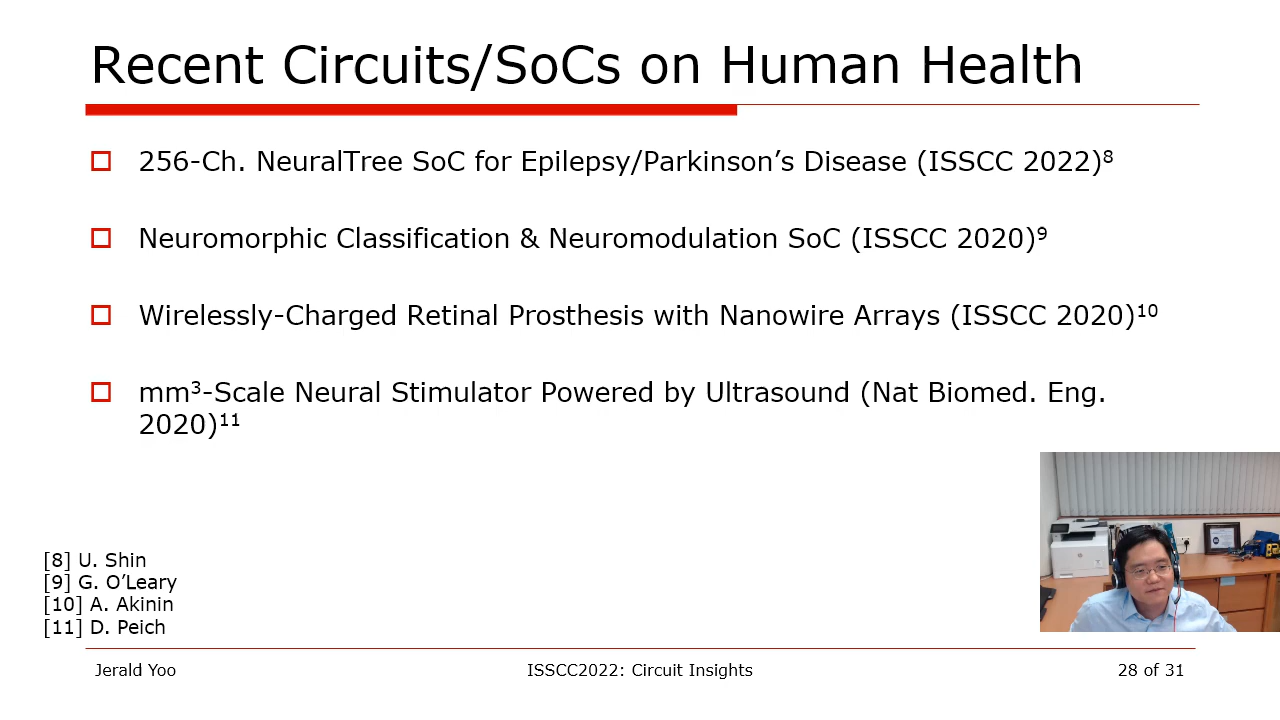 Recent Circuits/SoCs on Human Health
256-Ch. NeuralTree SoC for Epilepsy/Parkinson’s Disease (ISSCC 2022)⁸
Neuromorphic Classification & Neuromodulation SoC (ISSCC 2020)⁹
Wirelessly-Charged Retinal Prosthesis with Nanowire Arrays (ISSCC 2020)¹⁰
mm³-Scale Neural Stimulator Powered by Ultrasound (Nat Biomed. Eng.
2020)¹¹
[8] U. Shin
[9] G. O’Leary
[10] A. Akinin
[11] D. Peich
Jerald Yoo
ISSCC2022: Circuit Insights
28 of 31